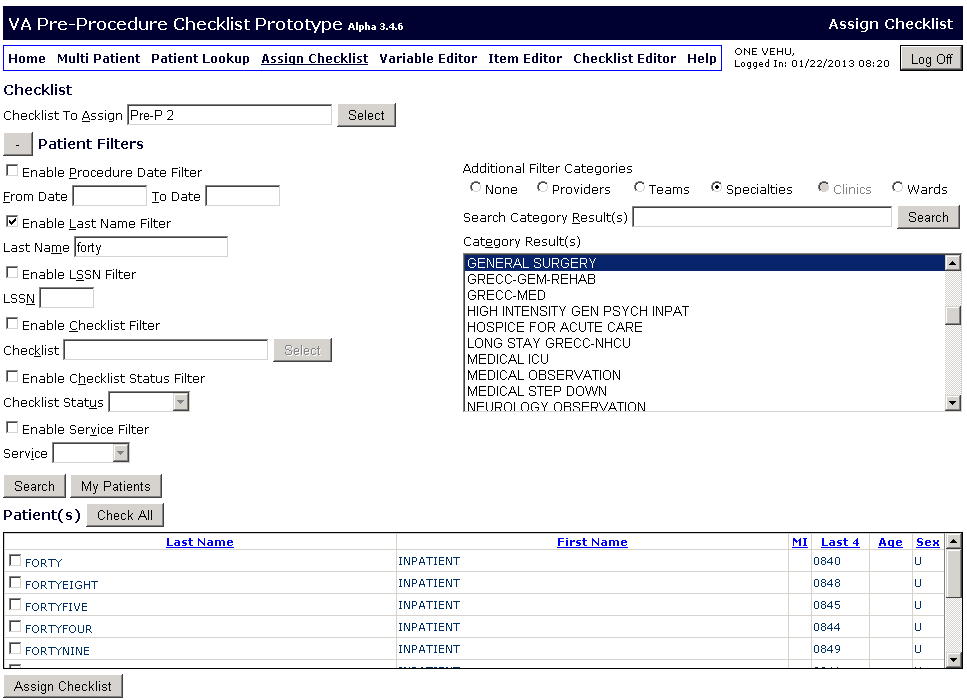 VA Pre-Procedure Checklist Prototype Alpha 3.4.6 Assign Checklist
Home Multi Patient Patient Lookup Assign Checklist Variable Editor Item Editor Checklist Editor Help
ONE VEHU,
Logged In: 01/22/2013 08:20
Log Off
Checklist
Checklist To Assign Pre-P 2 Select
- Patient Filters
Enable Procedure Date Filter
From Date To Date
Enable Last Name Filter
Last Name forty
Enable LSSN Filter
LSSN
Enable Checklist Filter
Checklist Select
Enable Checklist Status Filter
Checklist Status
Enable Service Filter
Service
Additional Filter Categories
None Providers Teams Specialties Clinics Wards
Search Category Result(s) Search
Category Result(s)
GENERAL SURGERY
GRECC-GEM-REHAB
GRECC-MED
HIGH INTENSITY GEN PSYCH INPAT
HOSPICE FOR ACUTE CARE
LONG STAY GRECC-NHCU
MEDICAL ICU
MEDICAL OBSERVATION
MEDICAL STEP DOWN
NEUROLOGY OBSERVATION
Search My Patients
Patient(s) Check All
Last Name First Name MI Last 4 Age Sex
FORTY INPATIENT 0840 U
FORTYEIGHT INPATIENT 0848 U
FORTYFIVE INPATIENT 0845 U
FORTYFOUR INPATIENT 0844 U
FORTYNINE INPATIENT 0849 U
Assign Checklist